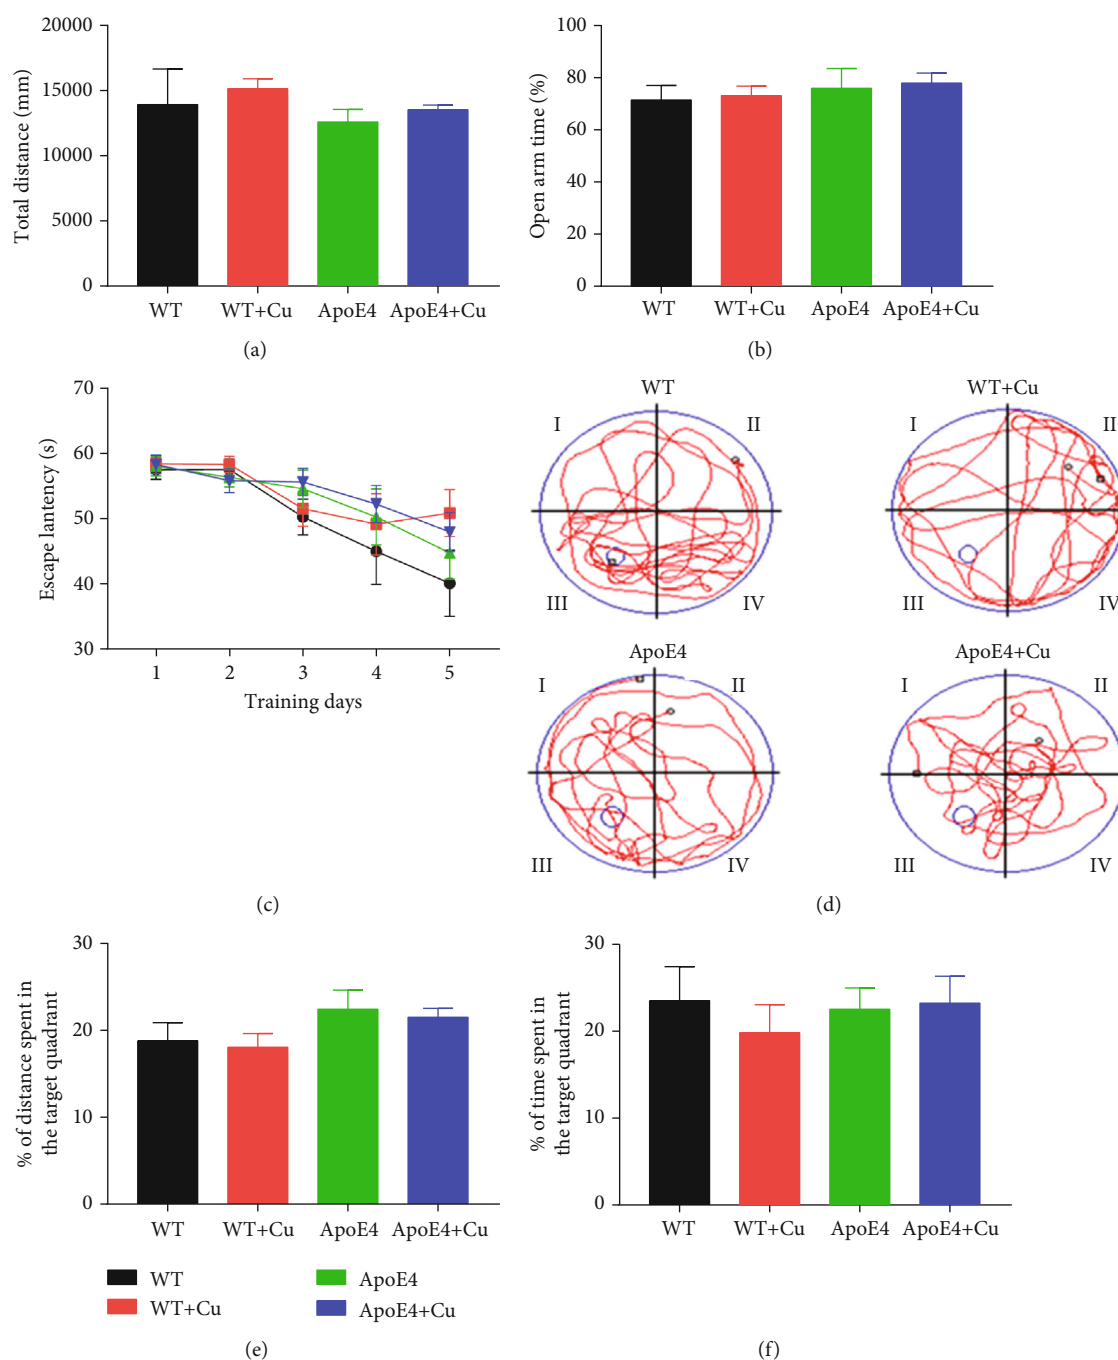 20000
15000
10000
5000
0
Total distance (mm)
WT
WT+Cu
ApoE4
ApoE4+Cu
(a)
100
80
60
40
20
0
Open arm time (%)
WT
WT+Cu
ApoE4
ApoE4+Cu
(b)
70
60
50
40
30
Escape lantency (s)
1
2
3
4
5
Training days
(c)
WT
I
II
III
IV
WT+Cu
I
II
III
IV
ApoE4
I
II
III
IV
ApoE4+Cu
I
II
III
IV
(d)
30
20
10
0
% of distance spent in
the target quadrant
WT
WT+Cu
ApoE4
ApoE4+Cu
WT
WT+Cu
ApoE4
ApoE4+Cu
(e)
30
20
10
0
% of time spent in
the target quadrant
WT
WT+Cu
ApoE4
ApoE4+Cu
(f)